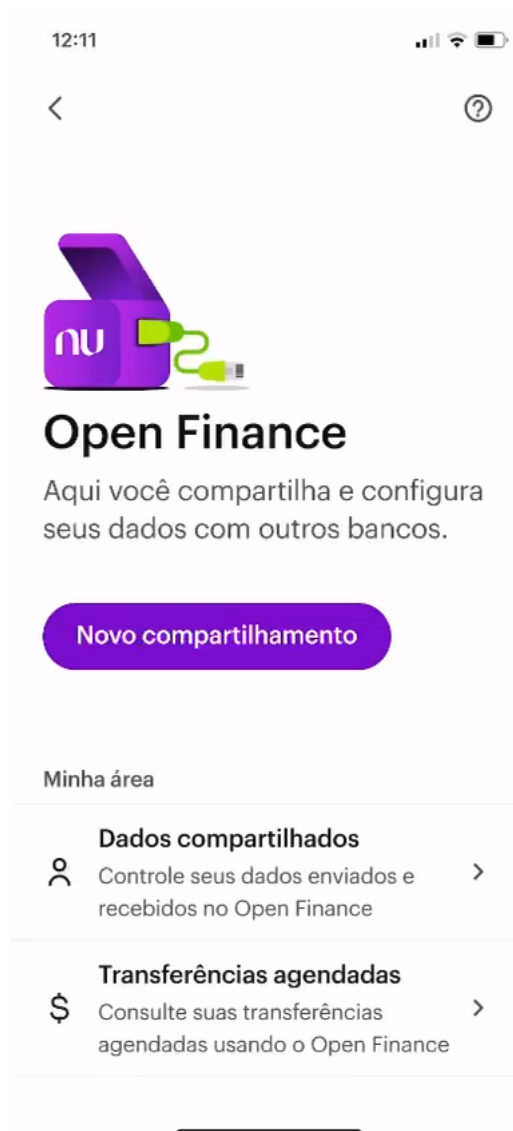 12:11
nu
Open Finance
Aqui você compartilha e configura
seus dados com outros bancos.
Novo compartilhamento
Minha área
Dados compartilhados
Controle seus dados enviados e
recebidos no Open Finance
Transferências agendadas
Consulte suas transferências
agendadas usando o Open Finance